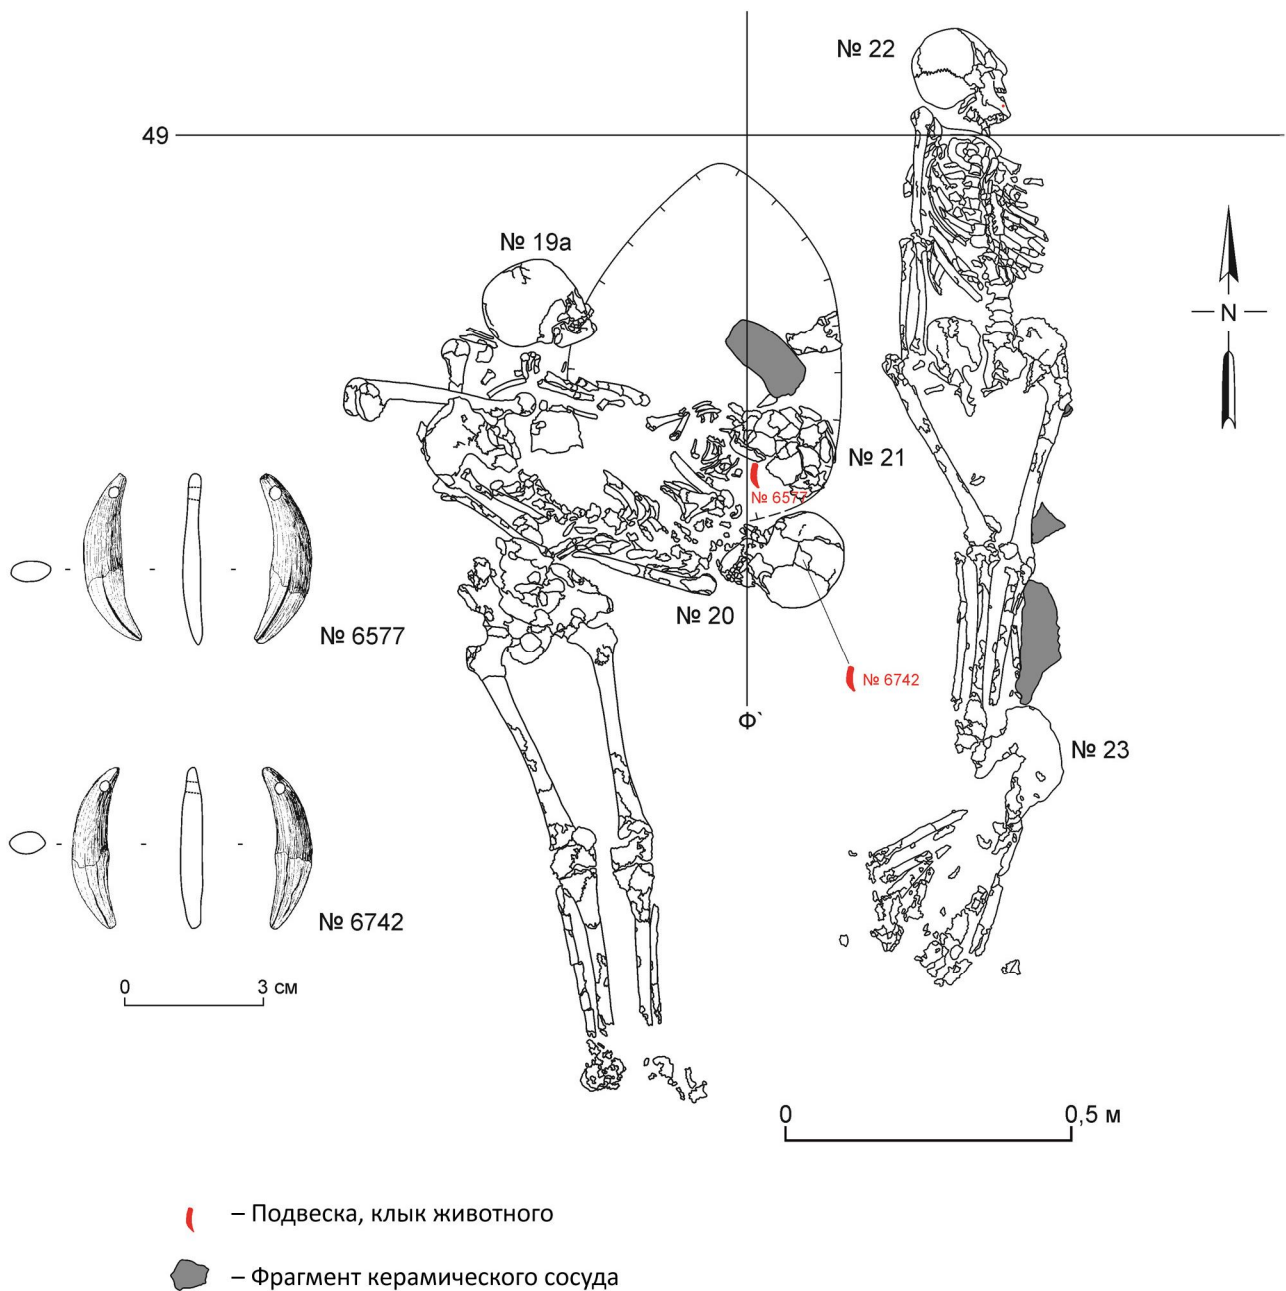 № 22
49
№ 19а
N
№ 21
№ 6577
№ 20
№ 6577
№ 6742
Ф`
№ 23
№ 6742
0 3 см
0 0,5 м
– Подвеска, клык животного
– Фрагмент керамического сосуда